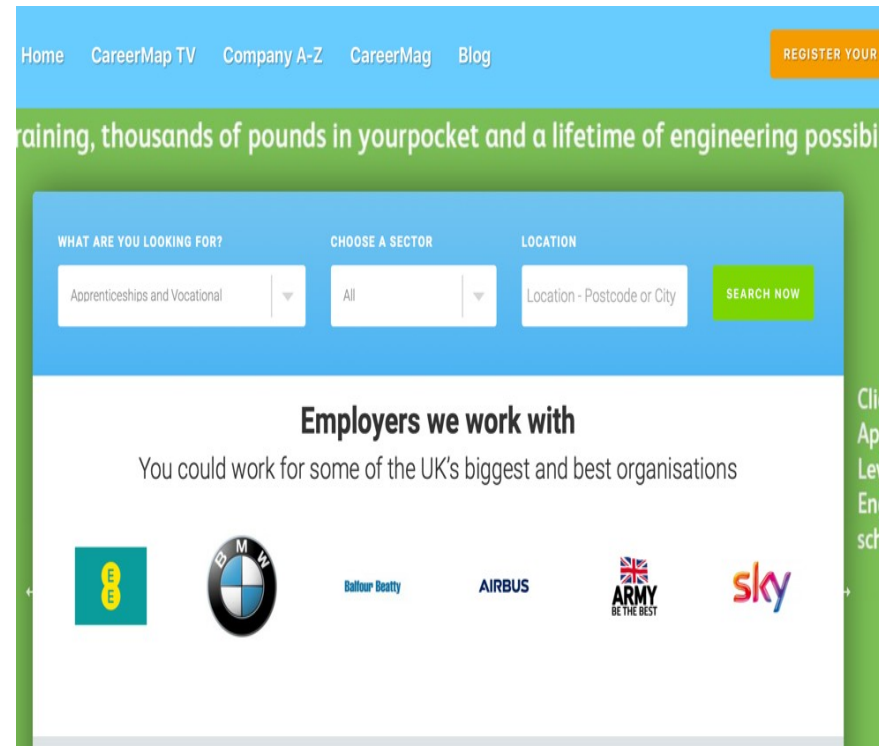 Home CareerMap TV Company A-Z CareerMag Blog REGISTER YOUR
raining, thousands of pounds in yourpocket and a lifetime of engineering possibi
WHAT ARE YOU LOOKING FOR? CHOOSE A SECTOR LOCATION
Apprenticeships and Vocational All Location - Postcode or City SEARCH NOW
Employers we work with
You could work for some of the UK's biggest and best organisations
Cli
Ap
Lev
En
sch
E
E
BMW
Balfour Beatty
AIRBUS
ARMY
BE THE BEST
sky